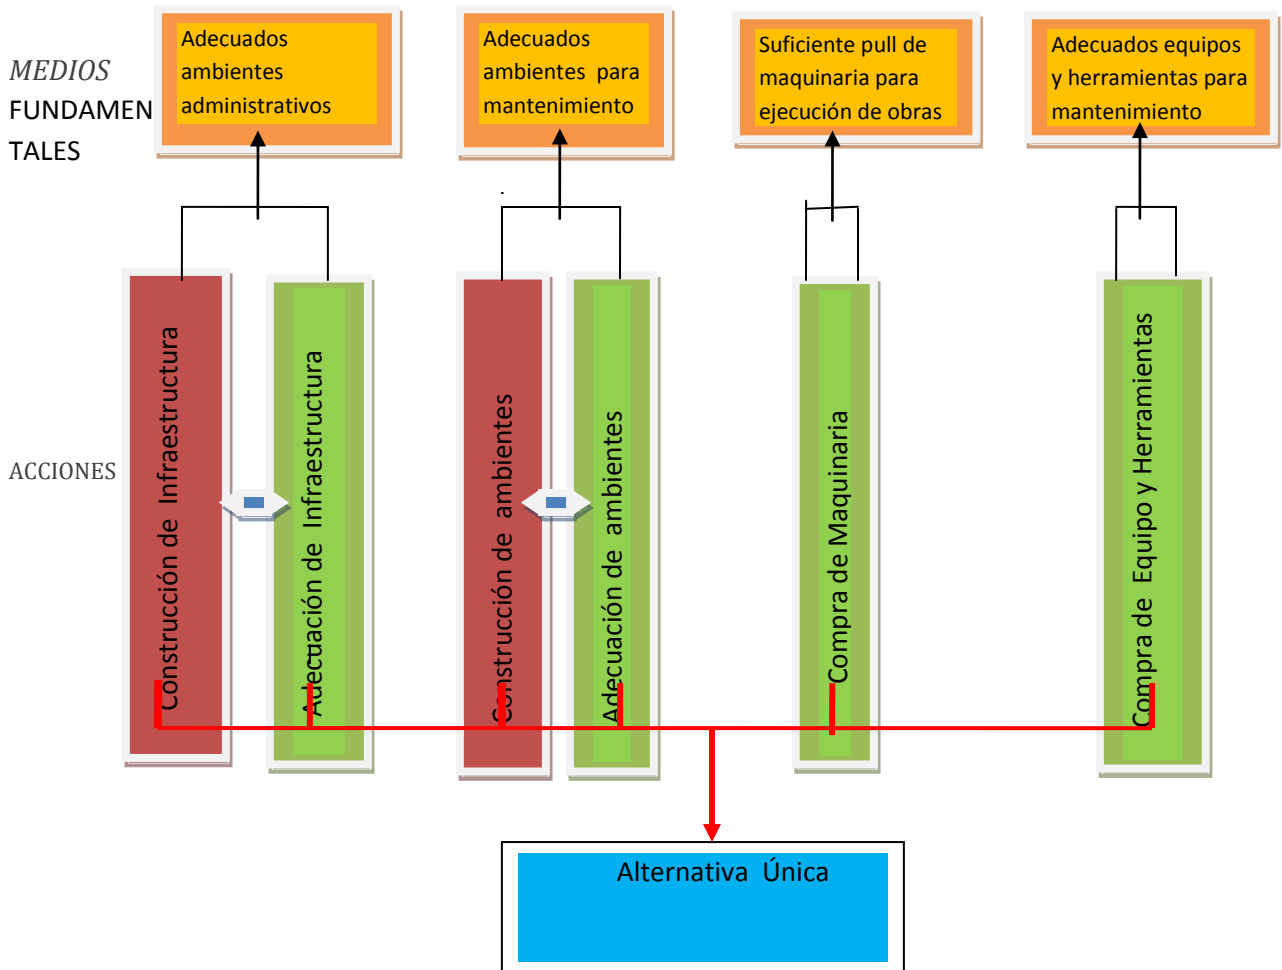 Adecuados
ambientes
administrativos
Adecuados
ambientes para
mantenimiento
Suficiente pull de
maquinaria para
ejecución de obras
Adecuados equipos
y herramientas para
mantenimiento
MEDIOS
FUNDAMEN
TALES
ACCIONES
Construcción de Infraestructura
Adecuación de Infraestructura
Construcción de ambientes
Adecuación de ambientes
Compra de Maquinaria
Compra de Equipo y Herramientas
Alternativa Única